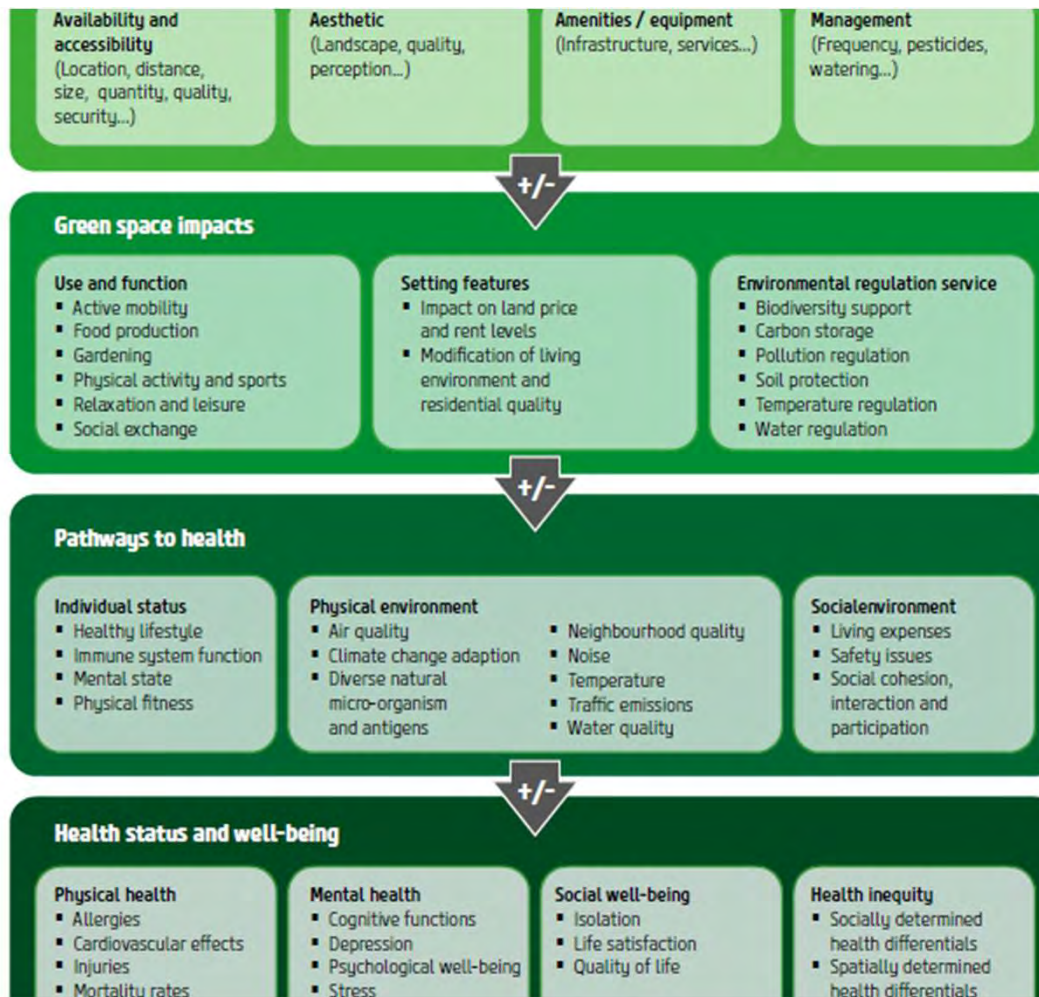 Availability and
accessibility
(Location, distance,
size, quantity, quality,
security...)
Aesthetic
(Landscape, quality,
perception...)
Amenities / equipment
(Infrastructure, services...)
Management
(Frequency, pesticides,
watering...)
+/-
Green space impacts
Use and function
▪ Active mobility
▪ Food production
▪ Gardening
▪ Physical activity and sports
▪ Relaxation and leisure
▪ Social exchange
Setting features
▪ Impact on land price
and rent levels
▪ Modification of living
environment and
residential quality
Environmental regulation service
▪ Biodiversity support
▪ Carbon storage
▪ Pollution regulation
▪ Soil protection
▪ Temperature regulation
▪ Water regulation
+/-
Pathways to health
Individual status
▪ Healthy lifestyle
▪ Immune system function
▪ Mental state
▪ Physical fitness
Physical environment
▪ Air quality
▪ Climate change adaption
▪ Diverse natural
micro-organism
and antigens
▪ Neighbourhood quality
▪ Noise
▪ Temperature
▪ Traffic emissions
▪ Water quality
Socialenvironment
▪ Living expenses
▪ Safety issues
▪ Social cohesion,
interaction and
participation
+/-
Health status and well-being
Physical health
▪ Allergies
▪ Cardiovascular effects
▪ Injuries
▪ Mortality rates
Mental health
▪ Cognitive functions
▪ Depression
▪ Psychological well-being
▪ Stress
Social well-being
▪ Isolation
▪ Life satisfaction
▪ Quality of life
Health inequity
▪ Socially determined
health differentials
▪ Spatially determined
health differentials